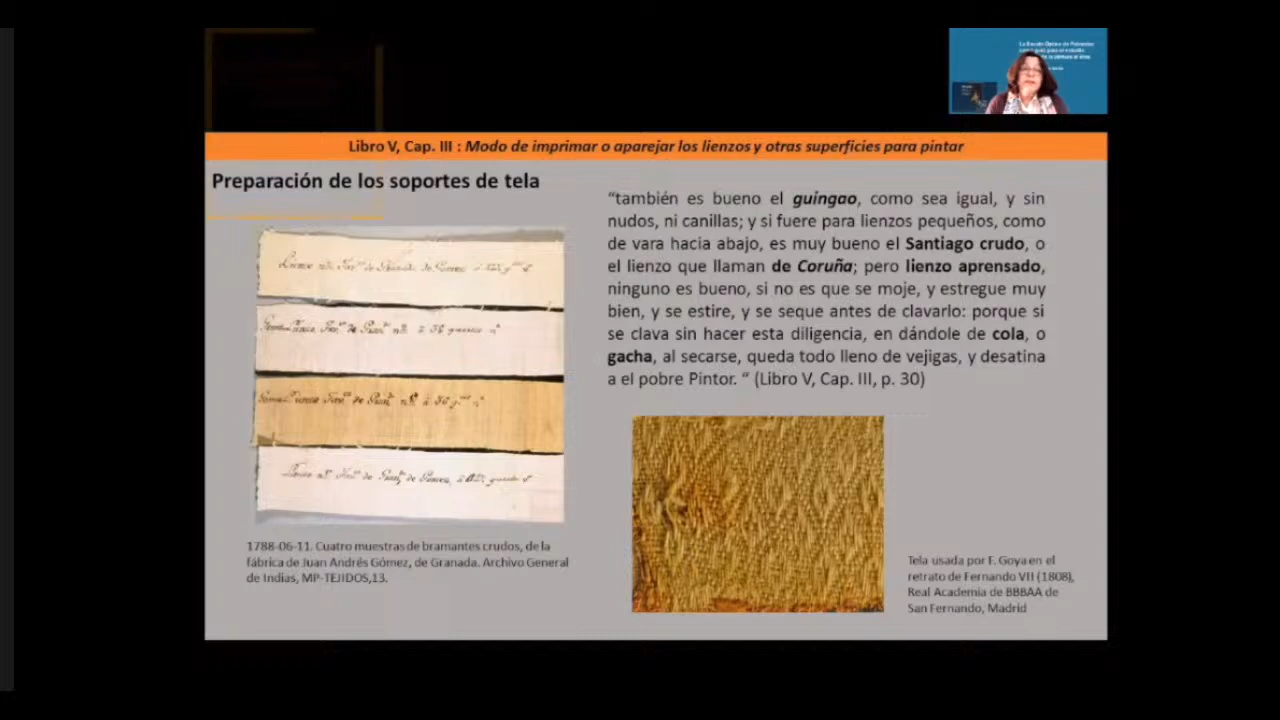 Libro V, Cap. III : Modo de imprimar o aparejar los lienzos y otras superficies para pintar
Preparación de los soportes de tela
“también es bueno el guingao, como sea igual, y sin
nudos, ni canillas; y si fuere para lienzos pequeños, como
de vara hacia abajo, es muy bueno el Santiago crudo, o
el lienzo que llaman de Coruña; pero lienzo aprensado,
ninguno es bueno, si no es que se moje, y estregue muy
bien, y se estire, y se seque antes de clavarlo: porque si
se clava sin hacer esta diligencia, en dándole de cola, o
gacha, al secarse, queda todo lleno de vejigas, y desatina
a el pobre Pintor. “ (Libro V, Cap. III, p. 30)
1788-06-11. Cuatro muestras de bramantes crudos, de la
fábrica de Juan Andrés Gómez, de Granada. Archivo General
de Indias, MP-TEJIDOS,13.
Tela usada por F. Goya en el
retrato de Fernando VII (1808),
Real Academia de BBBAA de
San Fernando, Madrid